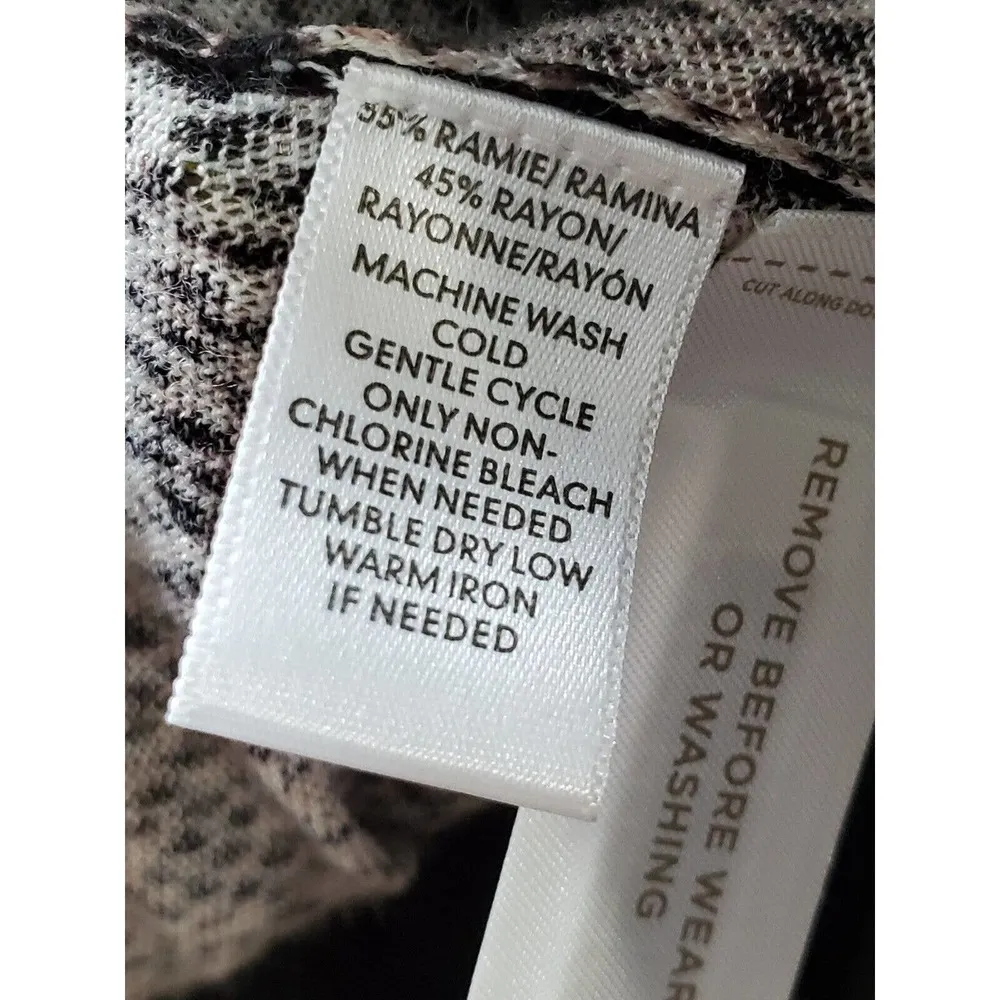 55% RAMIE/ RAMINA
45% RAYON/
RAYONNE/RAYÓN
MACHINE WASH
COLD
GENTLE CYCLE
ONLY NON-
CHLORINE BLEACH
WHEN NEEDED
TUMBLE DRY LOW
WARM IRON
IF NEEDED
CUT ALONG
REMOVE BEFORE WEAR
OR WASHING